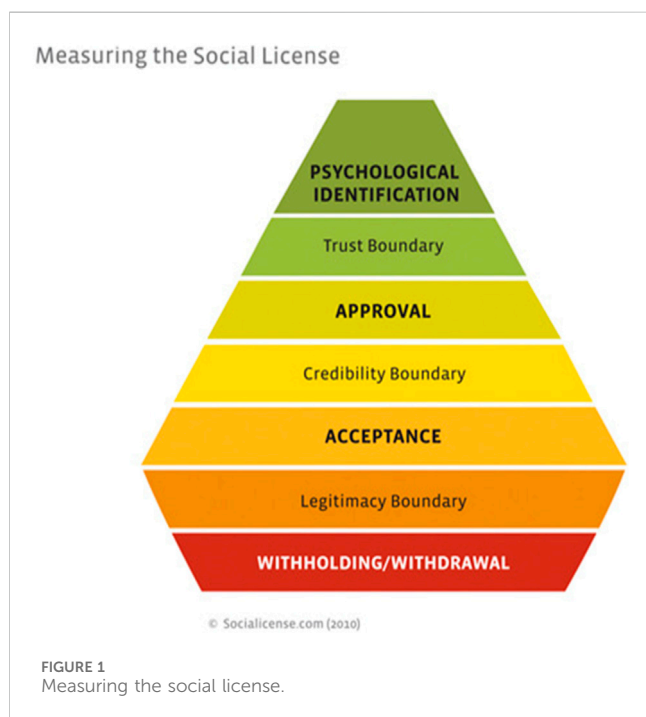 Measuring the Social License
PSYCHOLOGICAL
IDENTIFICATION
Trust Boundary
APPROVAL
Credibility Boundary
ACCEPTANCE
Legitimacy Boundary
WITHHOLDING/WITHDRAWAL
© Socialicense.com (2010)
FIGURE 1
Measuring the social license.